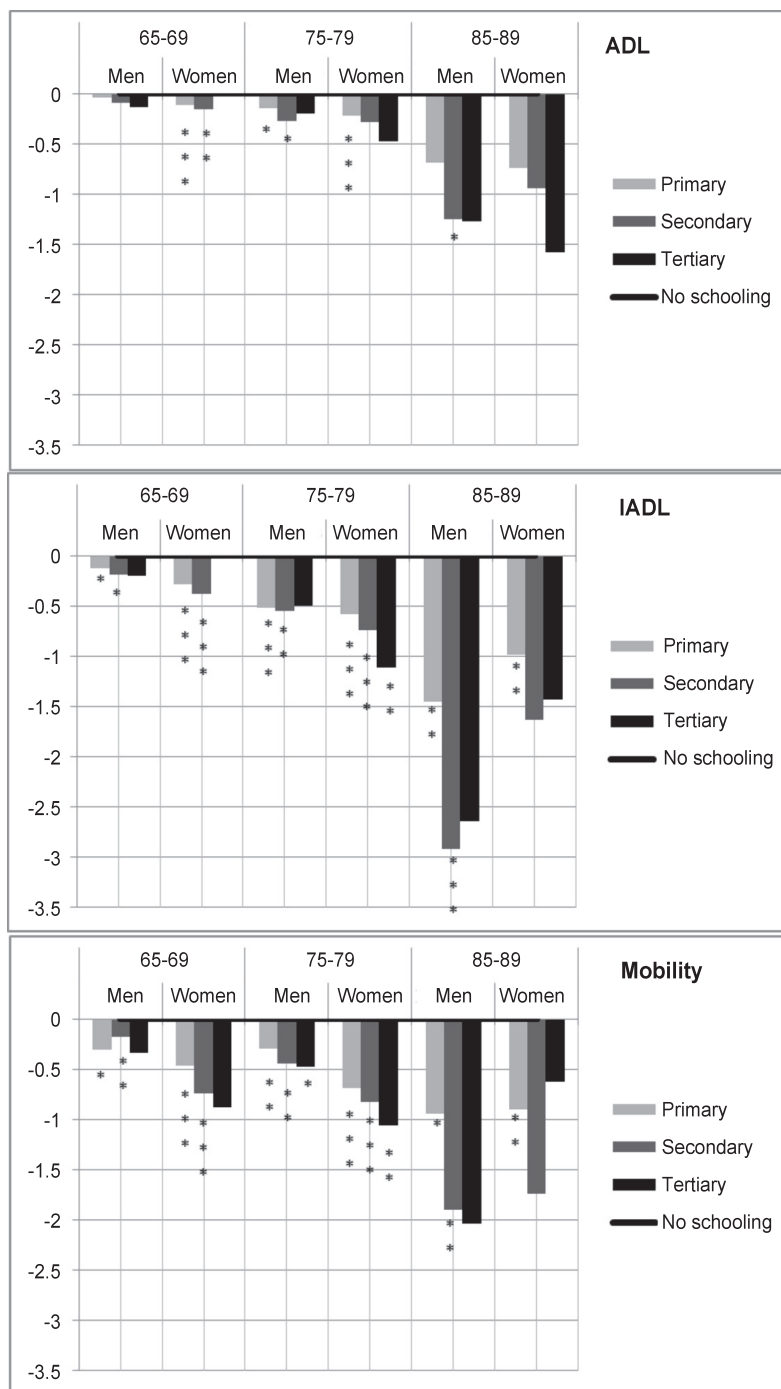 65-69 75-79 85-89
ADL
Men Women Men Women Men Women
0
-0.5
-1
-1.5
-2
-2.5
-3
-3.5
* * * * * * * * * * * *
Primary
Secondary
Tertiary
No schooling
65-69 75-79 85-89
IADL
Men Women Men Women Men Women
0
-0.5
-1
-1.5
-2
-2.5
-3
-3.5
* * * * * * * * * * * * * * * * * * * * * * * * * * *
Primary
Secondary
Tertiary
No schooling
65-69 75-79 85-89
Mobility
Men Women Men Women Men Women
0
-0.5
-1
-1.5
-2
-2.5
-3
-3.5
* * * * * * * * * * * * * * * * * * * * * * * * * * *
Primary
Secondary
Tertiary
No schooling